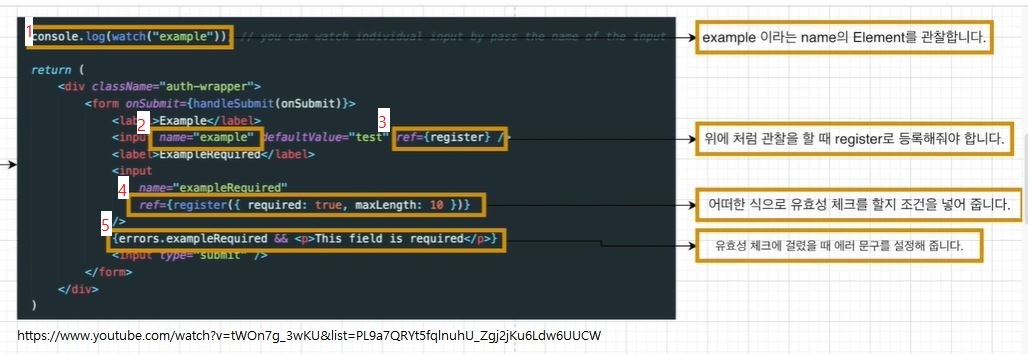 1
console.log(watch("example")); // you can watch individual input by pass the name of the input
example 이라는 name의 Element를 관찰합니다.
return (
<div className="auth-wrapper">
<form onSubmit={handleSubmit(onSubmit)}>
<label>Example</label>
2
3
<input name="example" defaultValue="test" ref={register} />
위에 처럼 관찰을 할 때 register로 등록해줘야 합니다.
<label>ExampleRequired</label>
<input
name="exampleRequired"
4
ref={register({ required: true, maxLength: 10 })}
어떠한 식으로 유효성 체크를 할지 조건을 넣어 줍니다.
/>
5
{errors.exampleRequired && <p>This field is required</p>}
유효성 체크에 걸렸을 때 에러 문구를 설정해 줍니다.
<input type="submit" />
</form>
</div>
)
https://www.youtube.com/watch?v=tWOn7g_3wKU&list=PL9a7QRYt5fqlnuhU_Zgj2jKu6Ldw6UUCW